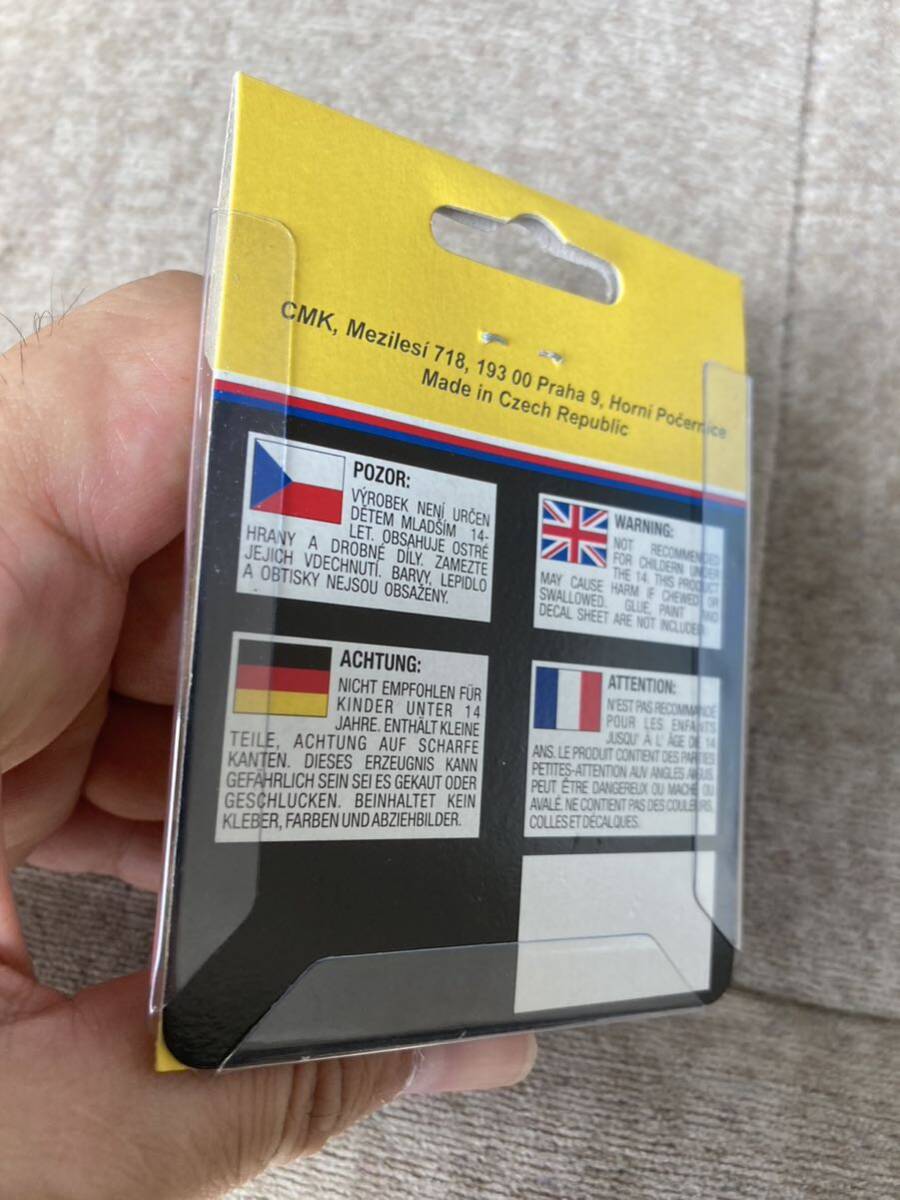 CMK, Mezilesí 718, 193 00 Praha 9, Horní Počernice
Made in Czech Republic
POZOR:
VÝROBEK NENÍ URČEN
DĚTEM MLADŠÍM 14-
LET. OBSAHUJE OSTRÉ
HRANY A DROBNÉ DÍLY. ZAMEZTE
JEJICH VDECHNUTÍ. BARVY, LEPIDLO
A OBTISKY NEJSOU OBSAŽENY.
WARNING:
NOT RECOMMENDED
FOR CHILDERN UNDER
THE 14. THIS PRODUCT
MAY CAUSE HARM IF CHEWED OR
SWALLOWED. GLUE, PAINT AND
DECAL SHEET ARE NOT INCLUDED.
ACHTUNG:
NICHT EMPFOHLEN FÜR
KINDER UNTER 14
JAHRE. ENTHÄLT KLEINE
TEILE, ACHTUNG AUF SCHARFE
KANTEN. DIESES ERZEUGNIS KANN
GEFÄHRLICH SEIN SEI ES GEKAUT ODER
GESCHLUCKEN. BEINHALTET KEIN
KLEBER, FARBEN UND ABZIEHBILDER.
ATTENTION:
N'EST PAS RECOMMANDÉ
POUR LES ENFANTS
JUSQU' À L' ÂGE DE 14
ANS. LE PRODUIT CONTIENT DES PARTIES
PETITES-ATTENTION AUV ANGLES AIGUS.
PEUT ÊTRE DANGEREUX OU MACHÉ OU
AVALÉ. NE CONTIENT PAS DES COULEURS,
COLLES ET DÉCALQUES.